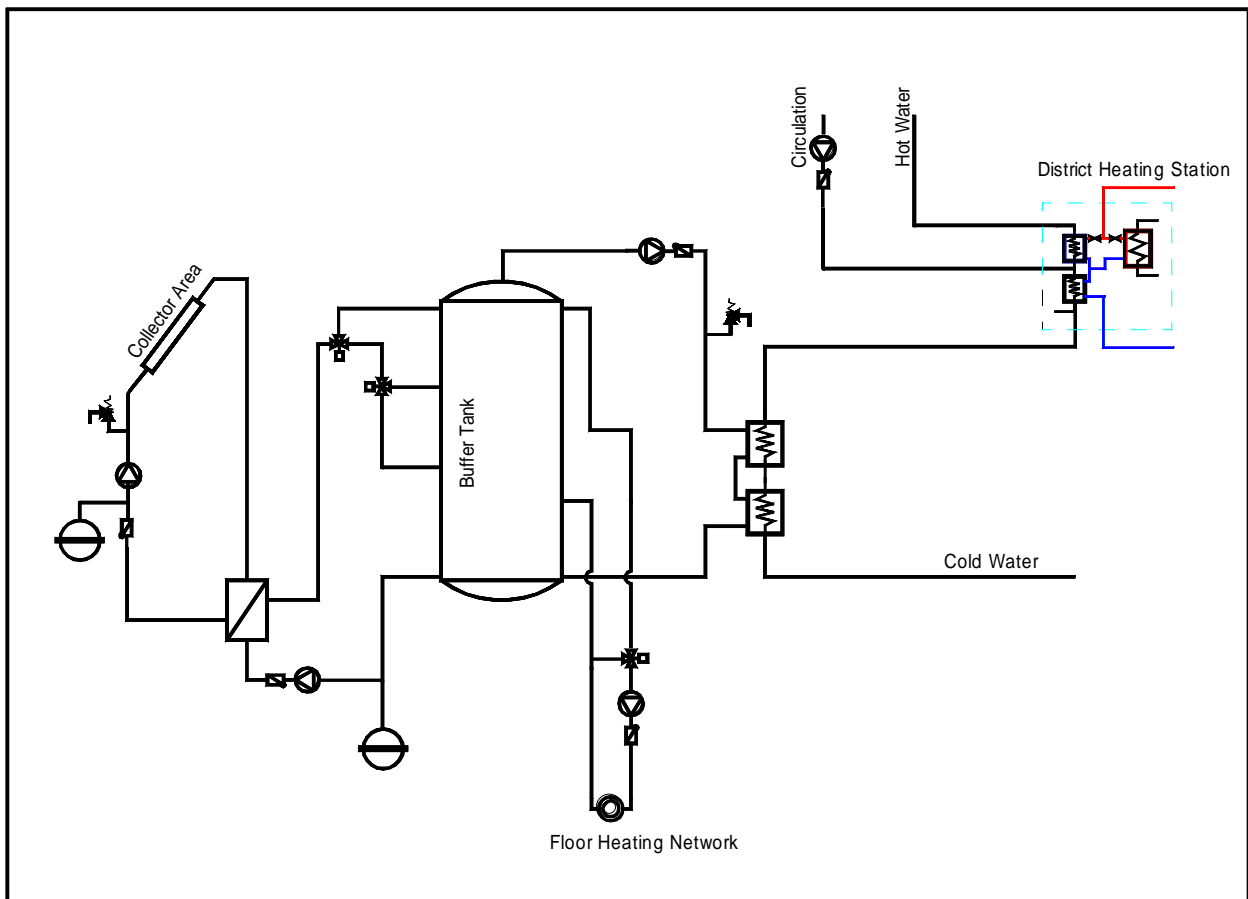 Circulation
Hot Water
District Heating Station
Collector Area
Buffer Tank
Cold Water
Floor Heating Network